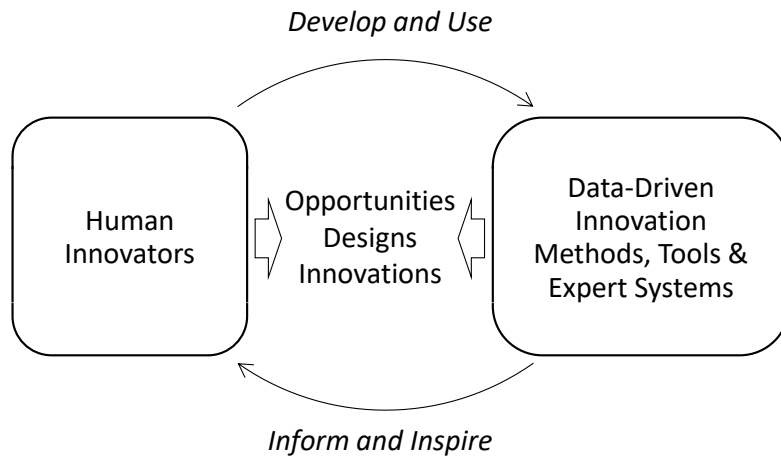 Develop and Use
Human
Innovators
Opportunities
Designs
Innovations
Data-Driven
Innovation
Methods, Tools &
Expert Systems
Inform and Inspire